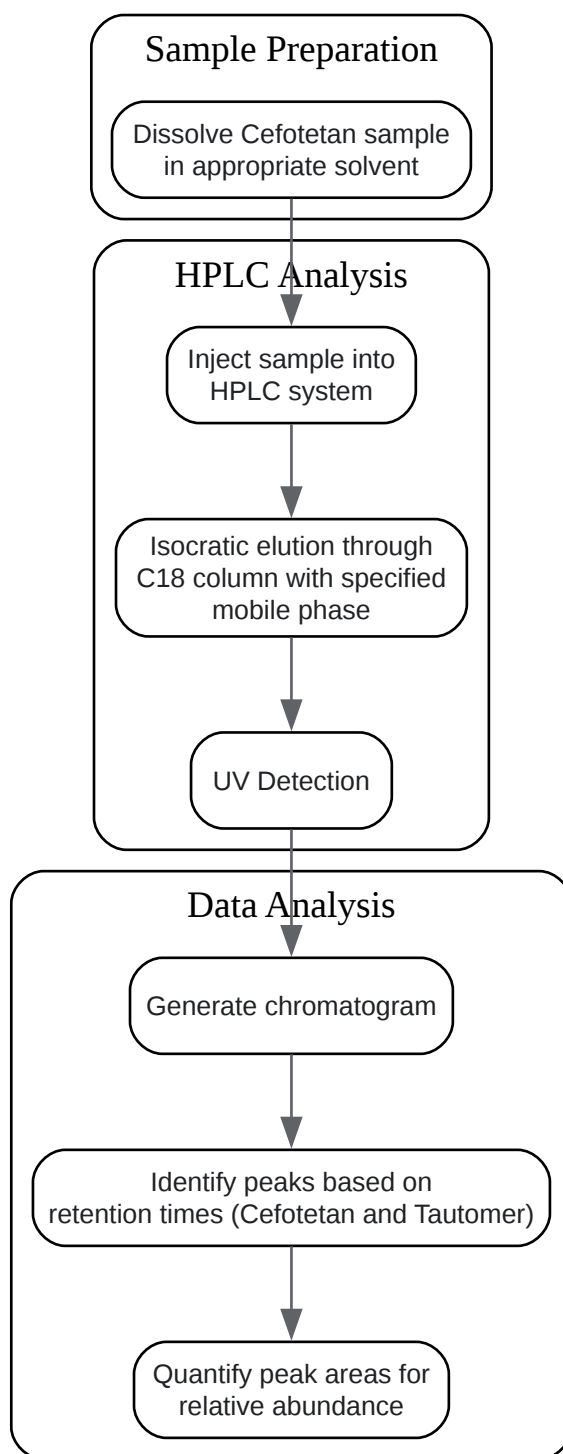 Sample Preparation
Dissolve Cefotetan sample
in appropriate solvent
HPLC Analysis
Inject sample into
HPLC system
Isocratic elution through
C18 column with specified
mobile phase
UV Detection
Data Analysis
Generate chromatogram
Identify peaks based on
retention times (Cefotetan and Tautomer)
Quantify peak areas for
relative abundance